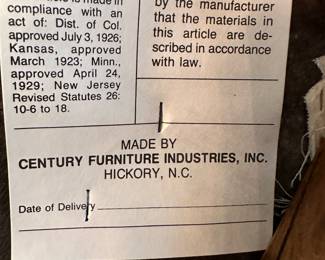 compliance with an
act of: Dist. of Col.
approved July 3, 1926;
Kansas, approved
March 1923; Minn.,
approved April 24,
1929; New Jersey
Revised Statutes 26:
10-6 to 18.
by the manufacturer
that the materials in
this article are de-
scribed in accordance
with law.
MADE BY
CENTURY FURNITURE INDUSTRIES, INC.
HICKORY, N.C.
Date of Delivery